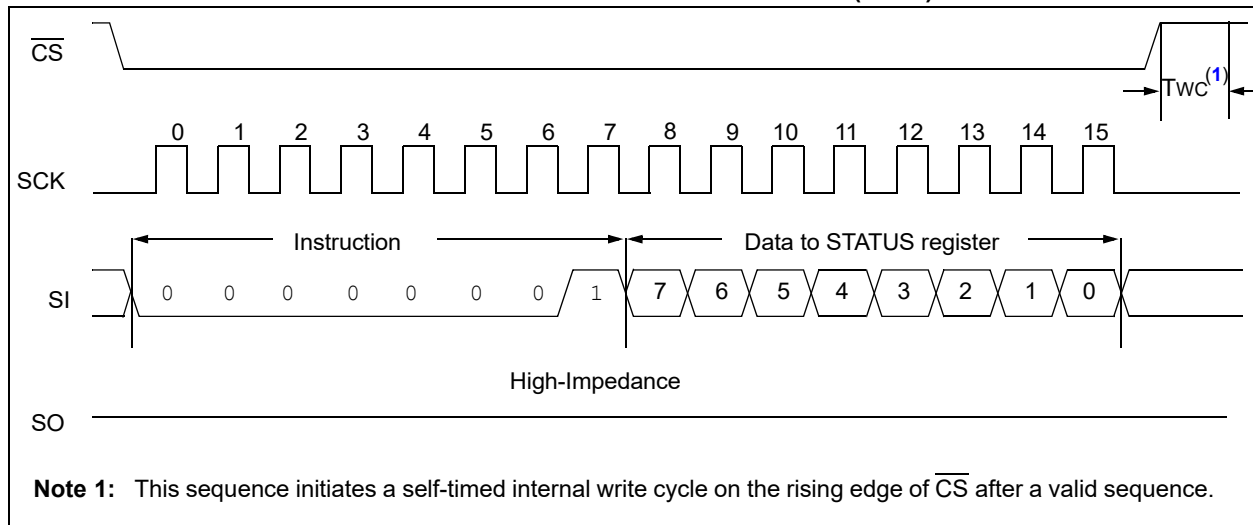 CS
TWC(1)
0 1 2 3 4 5 6 7 8 9 10 11 12 13 14 15
SCK
Instruction Data to STATUS register
SI 0 0 0 0 0 0 0 1 7 6 5 4 3 2 1 0
High-Impedance
SO
Note 1: This sequence initiates a self-timed internal write cycle on the rising edge of CS after a valid sequence.